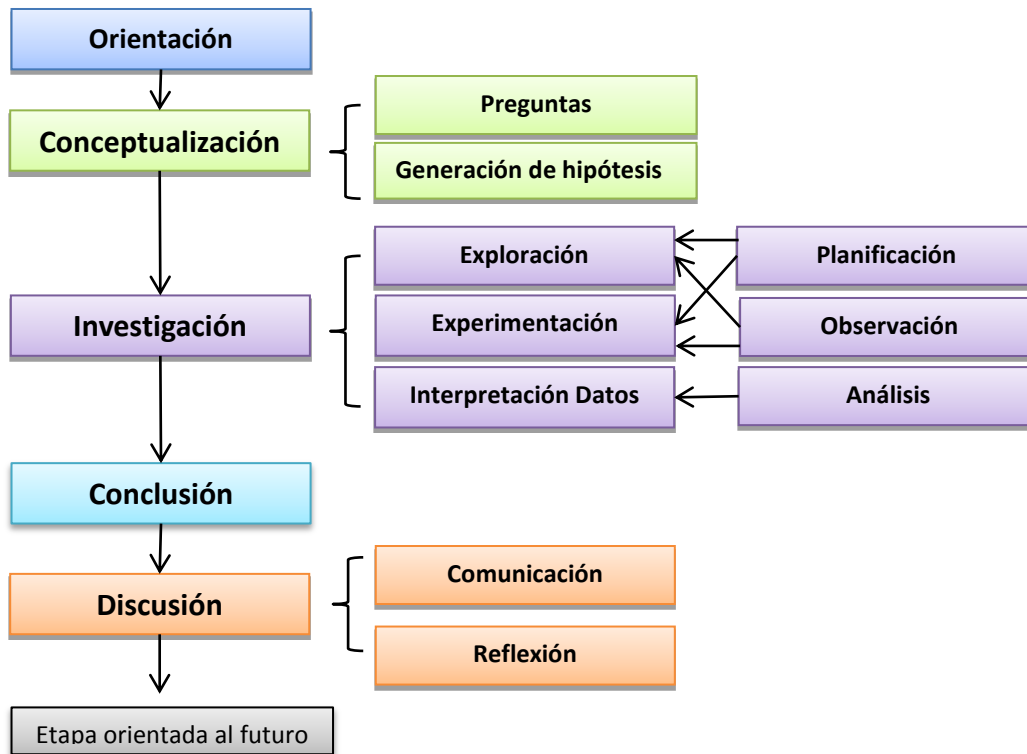 Orientación
Conceptualización
Preguntas
Generación de hipótesis
Investigación
Exploración
Planificación
Experimentación
Observación
Interpretación Datos
Análisis
Conclusión
Discusión
Comunicación
Reflexión
Etapa orientada al futuro